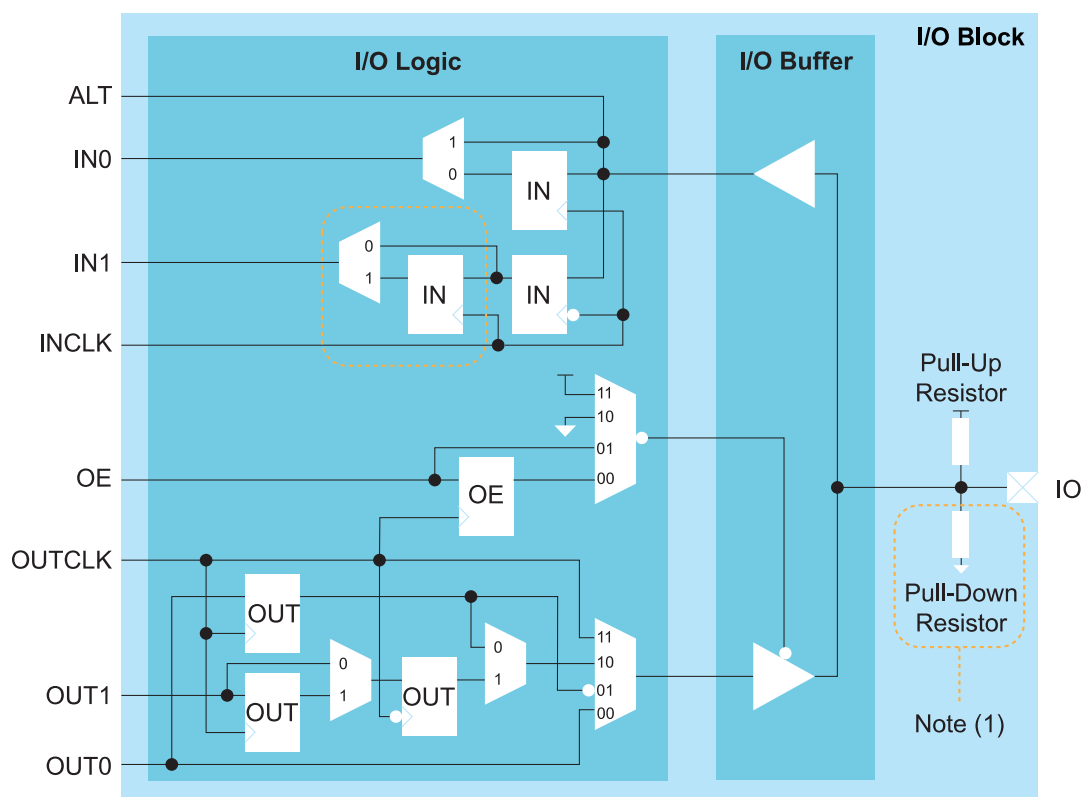 I/O Block
I/O Logic
I/O Buffer
ALT
IN0
1
0
IN
IN1
0
1
IN
IN
INCLK
Pull-Up
Resistor
11
10
01
00
OE
OE
IO
OUTCLK
Pull-Down
Resistor
OUT
0
1
11
10
01
00
OUT1
0
1
OUT
OUT
Note (1)
OUT0